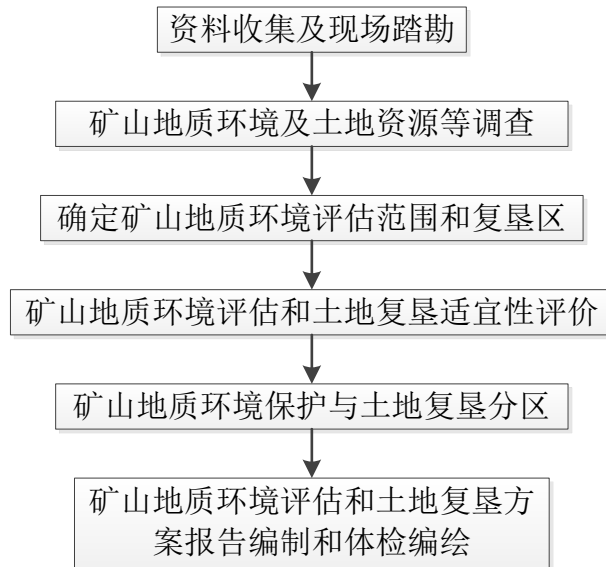 资料收集及现场踏勘
矿山地质环境及土地资源等调查
确定矿山地质环境评估范围和复垦区
矿山地质环境评估和土地复垦适宜性评价
矿山地质环境保护与土地复垦分区
矿山地质环境评估和土地复垦方
案报告编制和体检编绘